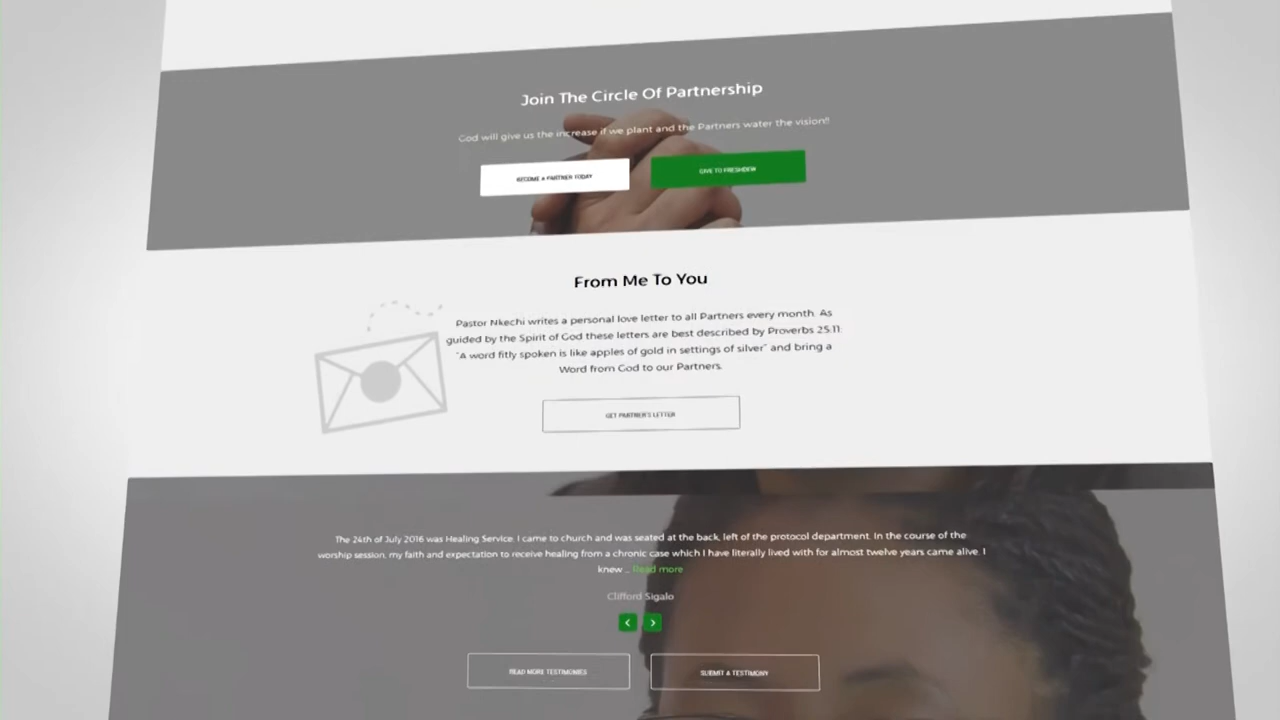 Join The Circle Of Partnership
God will give us the increase if we plant and the Partners water the vision!!
BECOME A PARTNER TODAY
GIVE TO FRESHDEW
From Me To You
Pastor Nkechi writes a personal love letter to all Partners every month. As
guided by the Spirit of God these letters are best described by Proverbs 25:11:
"A word fitly spoken is like apples of gold in settings of silver" and bring a
Word from God to our Partners.
GET PARTNER'S LETTER
The 24th of July 2016 was Healing Service. I came to church and was seated at the back, left of the protocol department. In the course of the
worship session, my faith and expectation to receive healing from a chronic case which I have literally lived with for almost twelve years came alive. I
knew ... Read more
Clifford Sigalo
READ MORE TESTIMONIES
SUBMIT A TESTIMONY